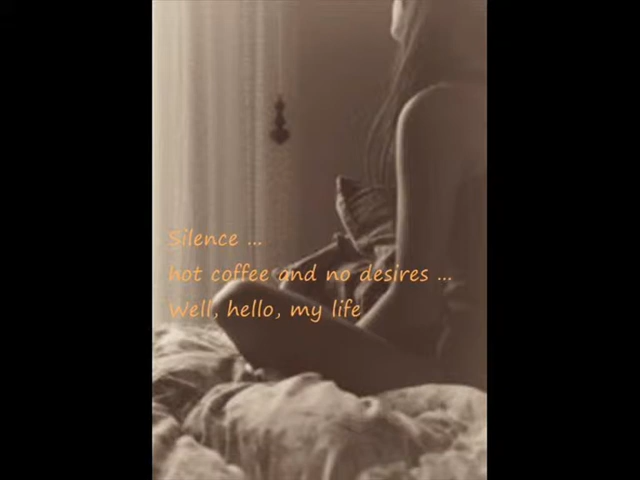 Silence ...
hot coffee and no desires ...
Well, hello, my life